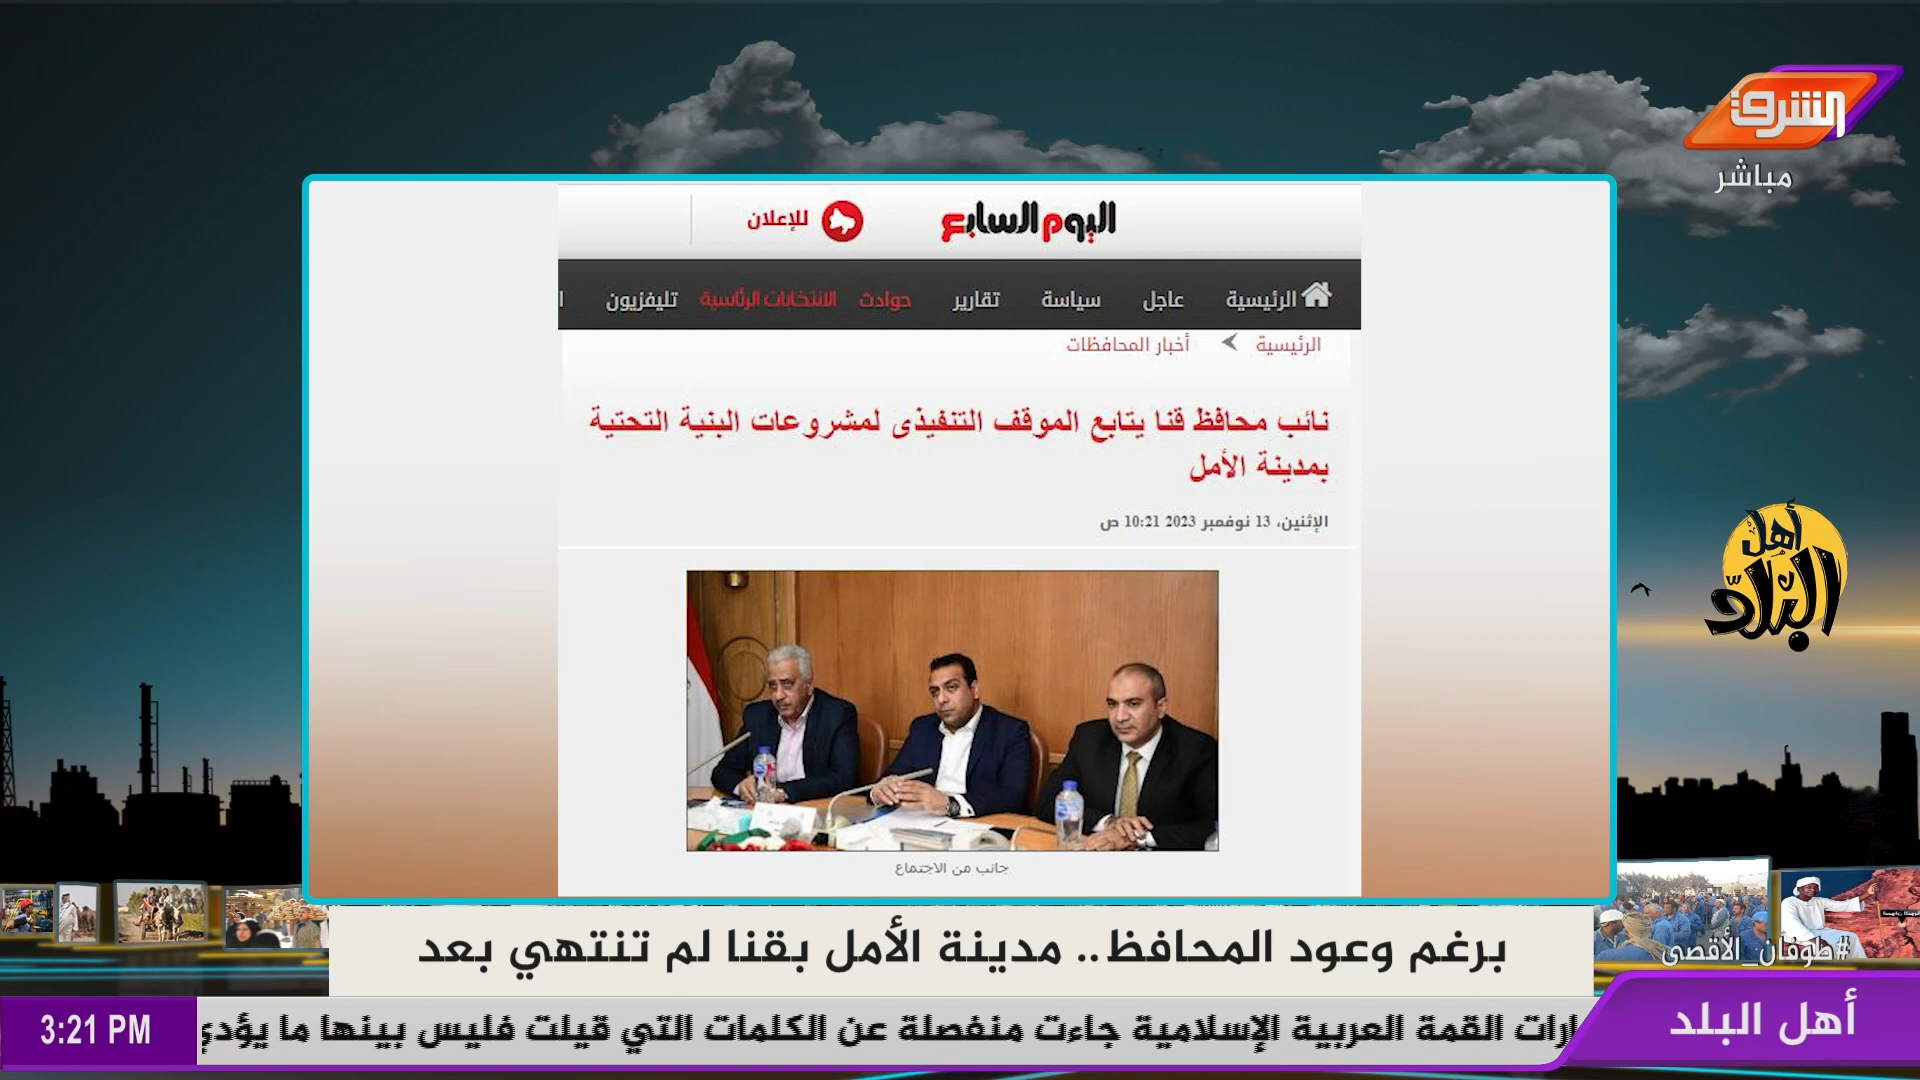 الشرق
مباشر
اليوم السابع
للإعلان
الرئيسية عاجل سياسة تقارير حوادث الانتخابات الرئاسية تليفزيون
الرئيسية أخبار المحافظات
نائب محافظ قنا يتابع الموقف التنفيذى لمشروعات البنية التحتية
بمدينة الأمل
الإثنين، 13 نوفمبر 2023 10:21 ص
جانب من الاجتماع
أهل
البلد
#طوفان_الأقصى
برغم وعود المحافظ.. مدينة الأمل بقنا لم تنتهي بعد
أهل البلد
ارات القمة العربية الإسلامية جاءت منفصلة عن الكلمات التي قيلت فليس بينها ما يؤدي
3:21 PM